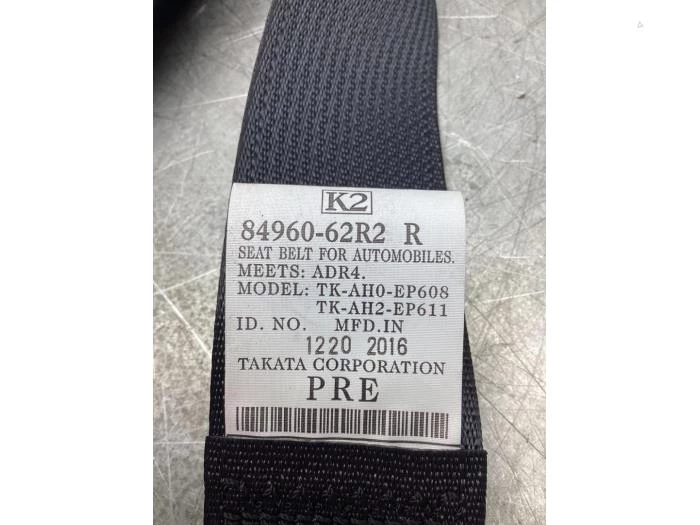 K2
84960-62R2 R
SEAT BELT FOR AUTOMOBILES.
MEETS: ADR4.
MODEL: TK-AH0-EP608
TK-AH2-EP611
ID. NO. MFD.IN
1220 2016
TAKATA CORPORATION
PRE